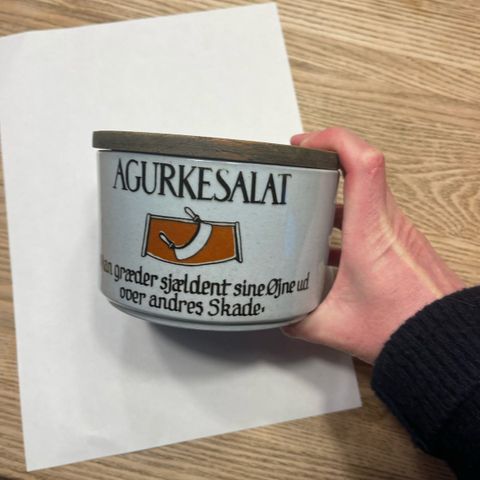 AGURKESALAT
græder sjældent sine Øjne ud
over andres Skade.